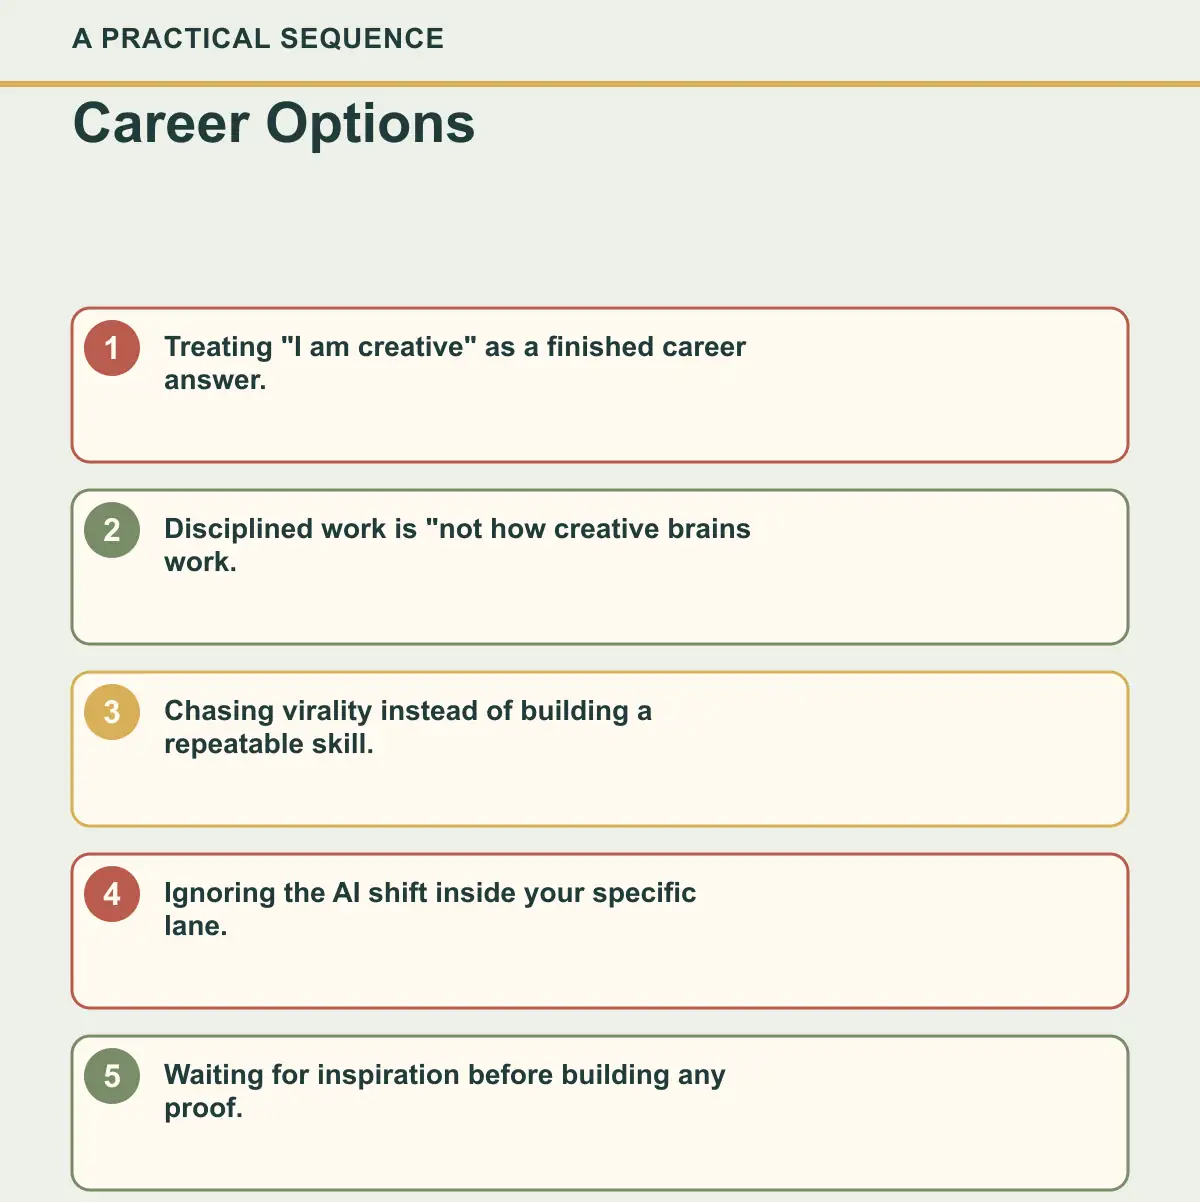 A PRACTICAL SEQUENCE
Career Options
1
Treating "I am creative" as a finished career
answer.
2
Disciplined work is "not how creative brains
work.
3
Chasing virality instead of building a
repeatable skill.
4
Ignoring the AI shift inside your specific
lane.
5
Waiting for inspiration before building any
proof.